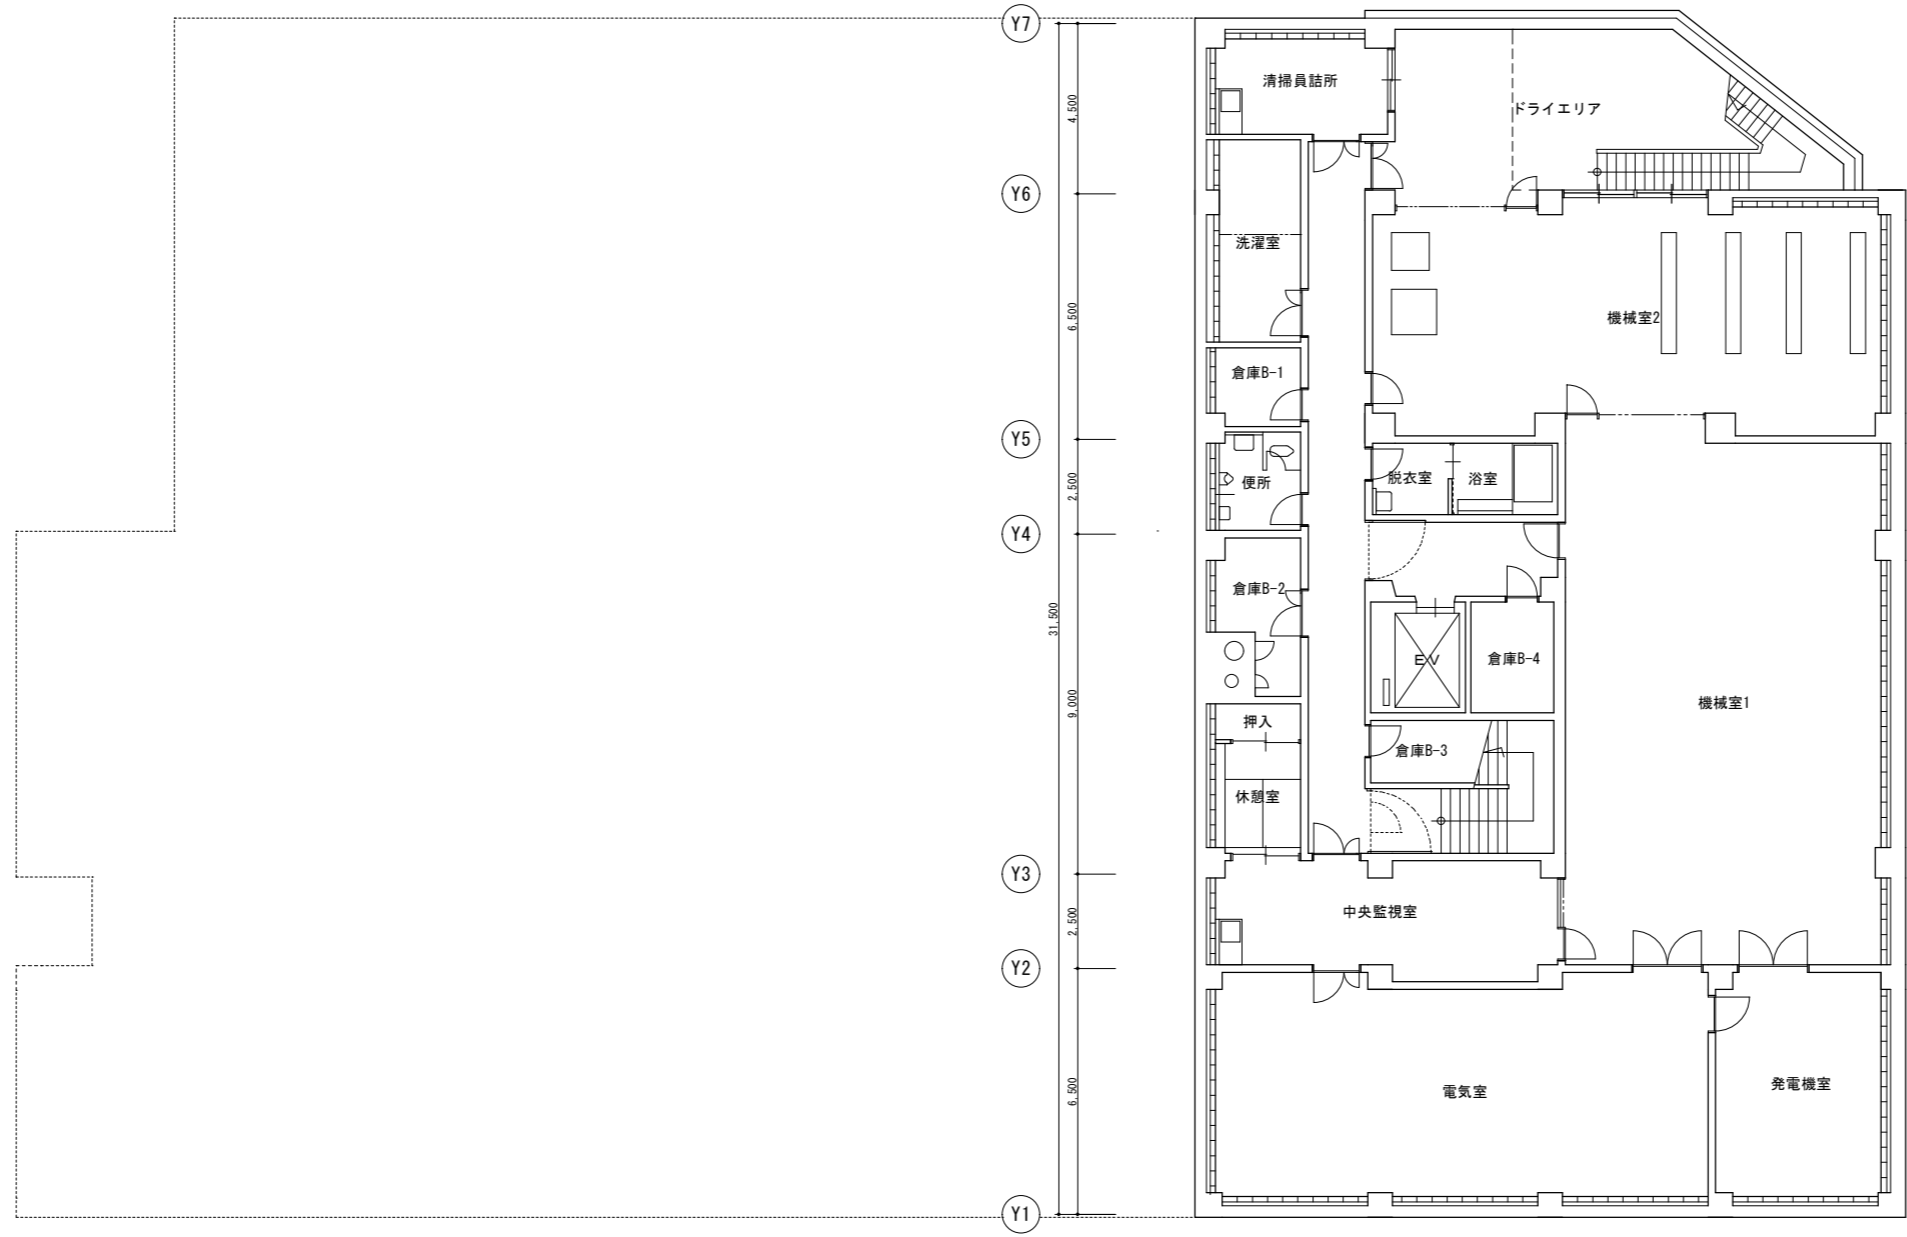 Y7
清掃員詰所
4,500
ドライエリア
Y6
洗濯室
6,500
機械室2
倉庫B-1
Y5
2,500
便所
脱衣室
浴室
Y4
倉庫B-2
31,500
EV
倉庫B-4
9,000
機械室1
押入
倉庫B-3
休憩室
Y3
2,500
中央監視室
Y2
6,500
電気室
発電機室
Y1